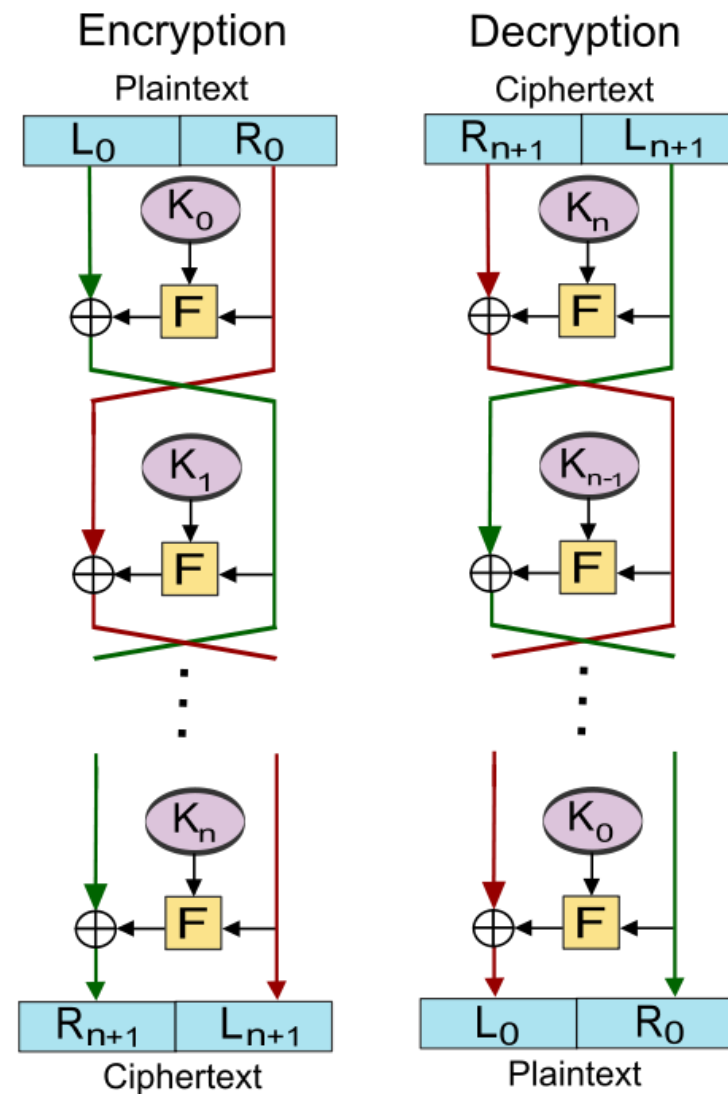 Encryption
Plaintext
L₀ R₀
K₀
F
K₁
F
Kₙ
F
Rₙ₊₁ Lₙ₊₁
Ciphertext
Decryption
Ciphertext
Rₙ₊₁ Lₙ₊₁
Kₙ
F
Kₙ₋₁
F
K₀
F
L₀ R₀
Plaintext